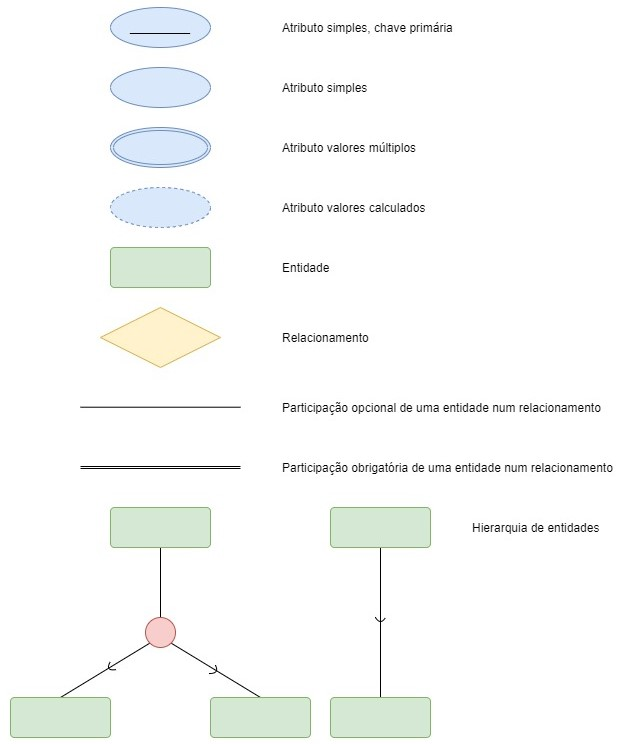 Atributo simples, chave primária
Atributo simples
Atributo valores múltiplos
Atributo valores calculados
Entidade
Relacionamento
Participação opcional de uma entidade num relacionamento
Participação obrigatória de uma entidade num relacionamento
Hierarquia de entidades